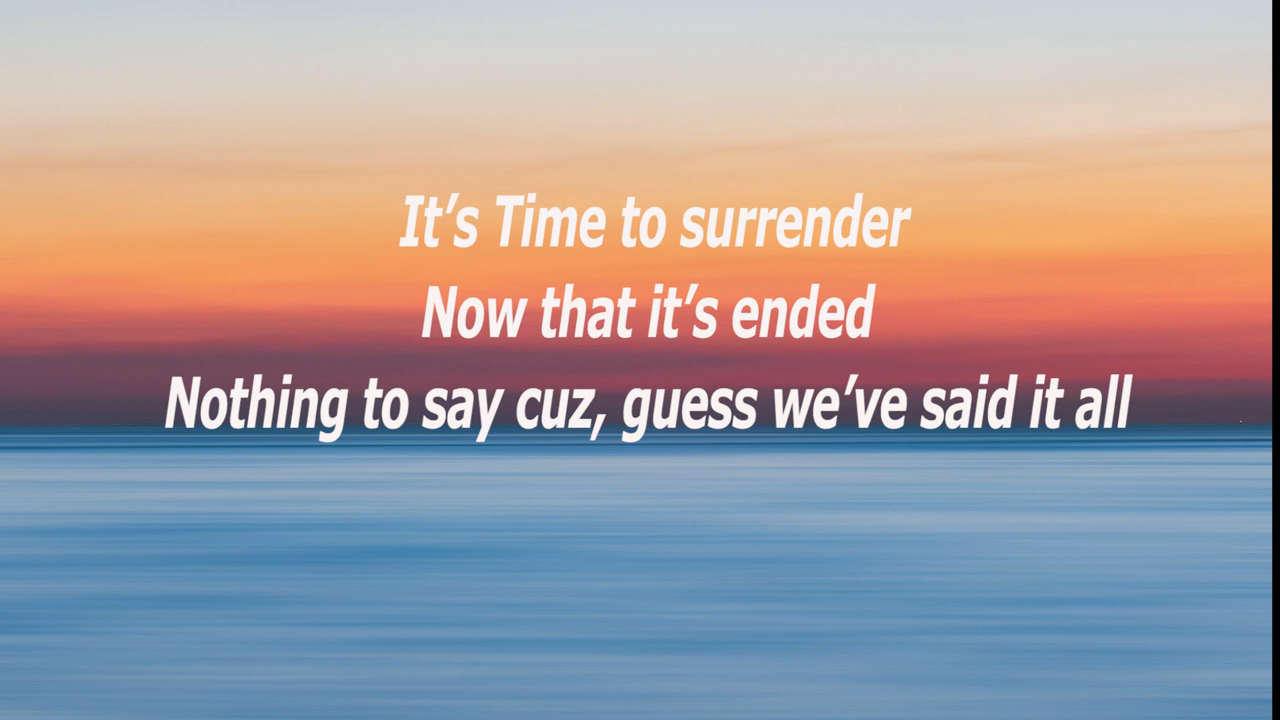 It’s Time to surrender
Now that it’s ended
Nothing to say cuz, guess we’ve said it all